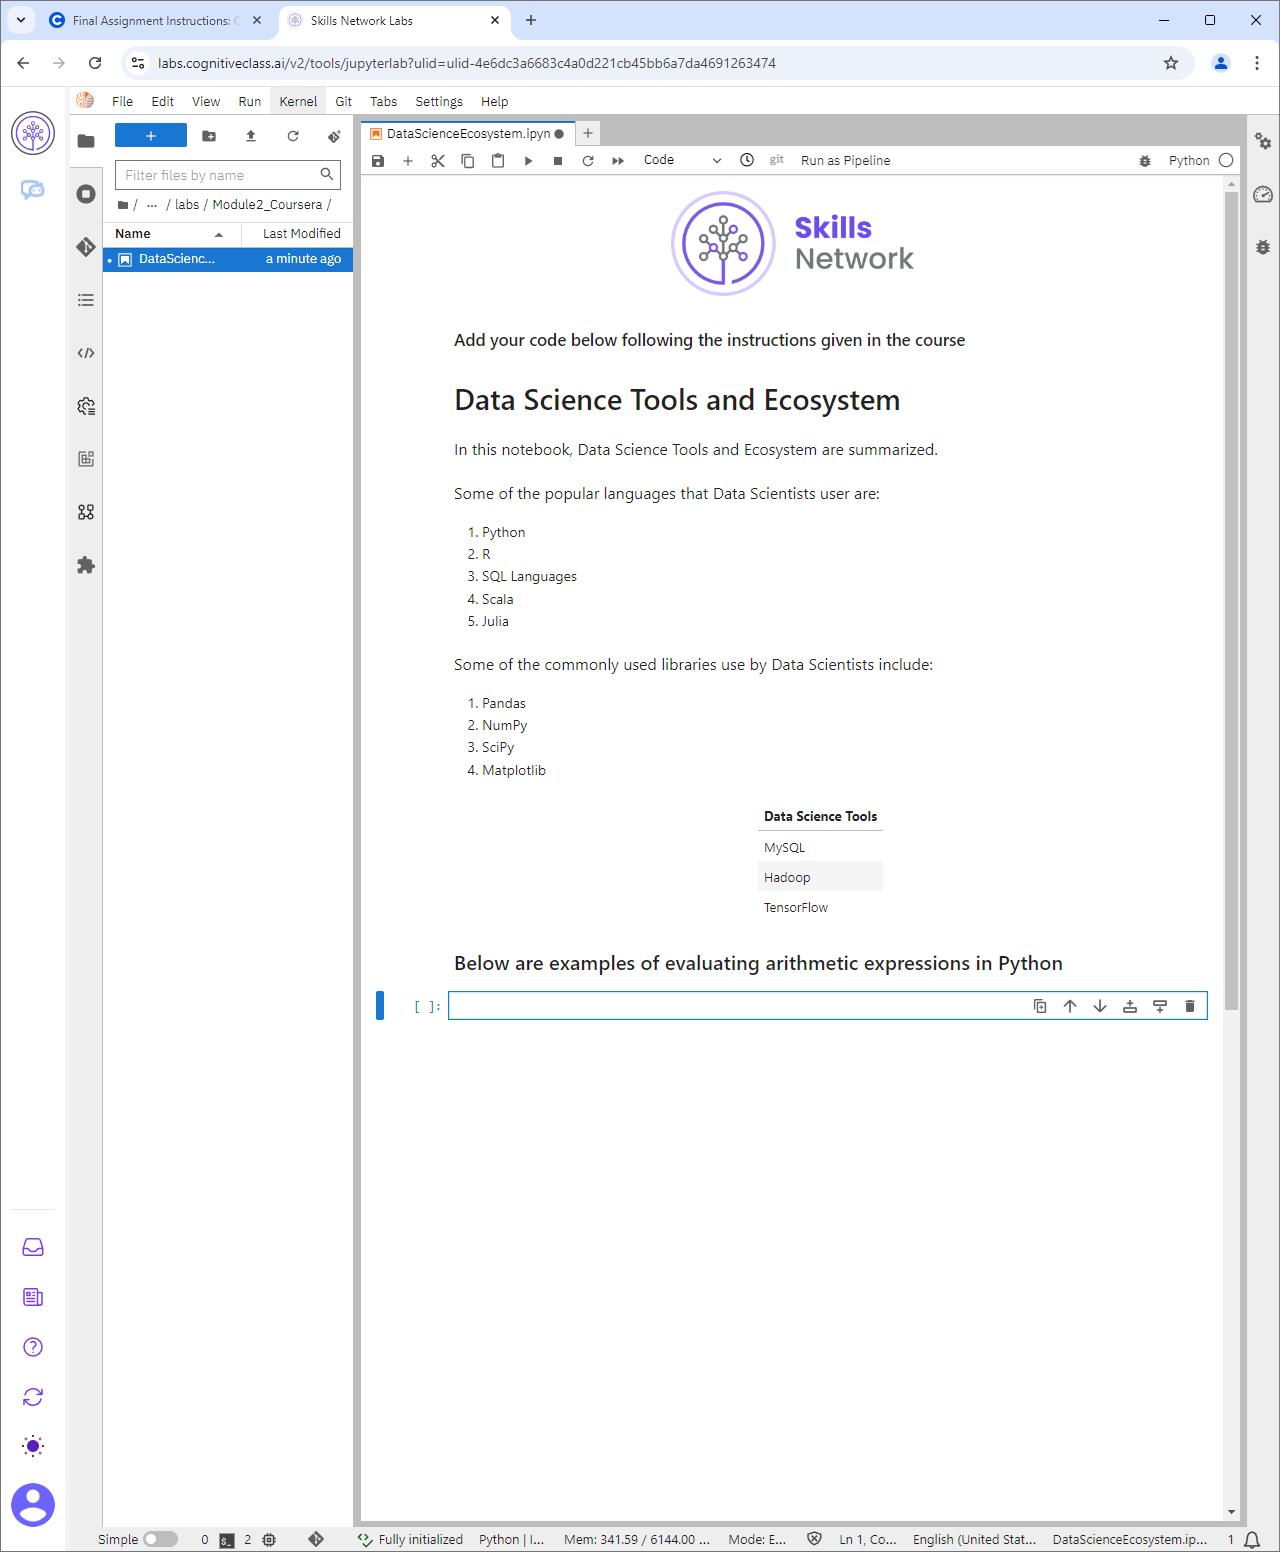 Final Assignment Instructions: C
Skills Network Labs
labs.cognitiveclass.ai/v2/tools/jupyterlab?ulid=ulid-4e6dc3a6683c4a0d221cb45bb6a7da4691263474
File Edit View Run Kernel Git Tabs Settings Help
DataScienceEcosystem.ipyn
Filter files by name
Code
git
Run as Pipeline
Python
/ ... / labs / Module2_Coursera /
Name Last Modified
DataScienc... a minute ago
Skills
Network
Add your code below following the instructions given in the course
Data Science Tools and Ecosystem
In this notebook, Data Science Tools and Ecosystem are summarized.
Some of the popular languages that Data Scientists user are:
1. Python
2. R
3. SQL Languages
4. Scala
5. Julia
Some of the commonly used libraries use by Data Scientists include:
1. Pandas
2. NumPy
3. SciPy
4. Matplotlib
Data Science Tools
MySQL
Hadoop
TensorFlow
Below are examples of evaluating arithmetic expressions in Python
[ ]:
Simple 0 $_ 2 Fully initialized Python | I... Mem: 341.59 / 6144.00 ... Mode: E... Ln 1, Co... English (United Stat... DataScienceEcosystem.ip... 1